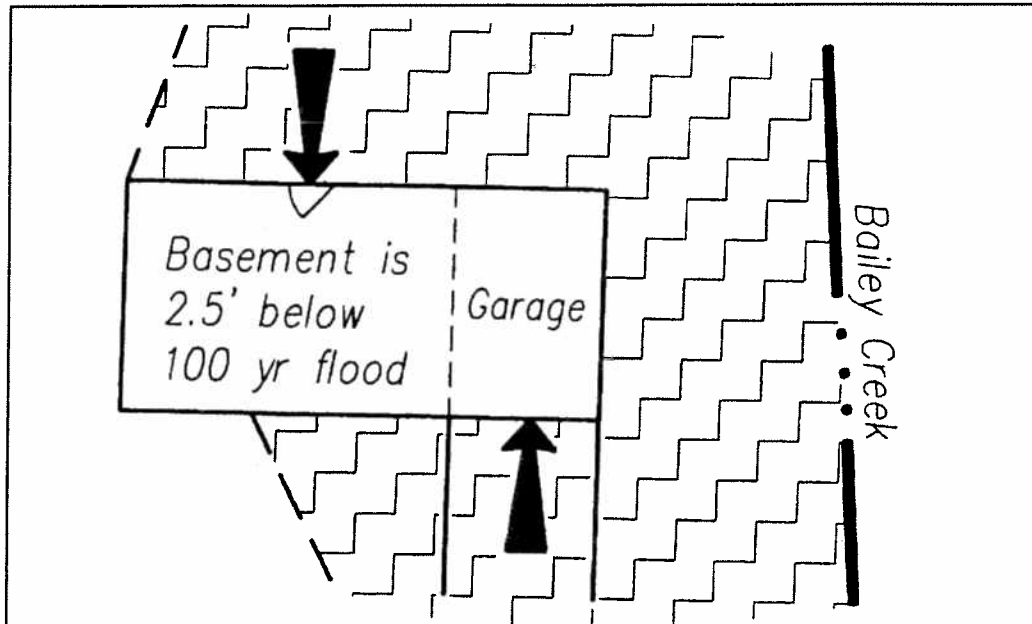 Basement is
2.5' below
100 yr flood
Garage
Bailey Creek